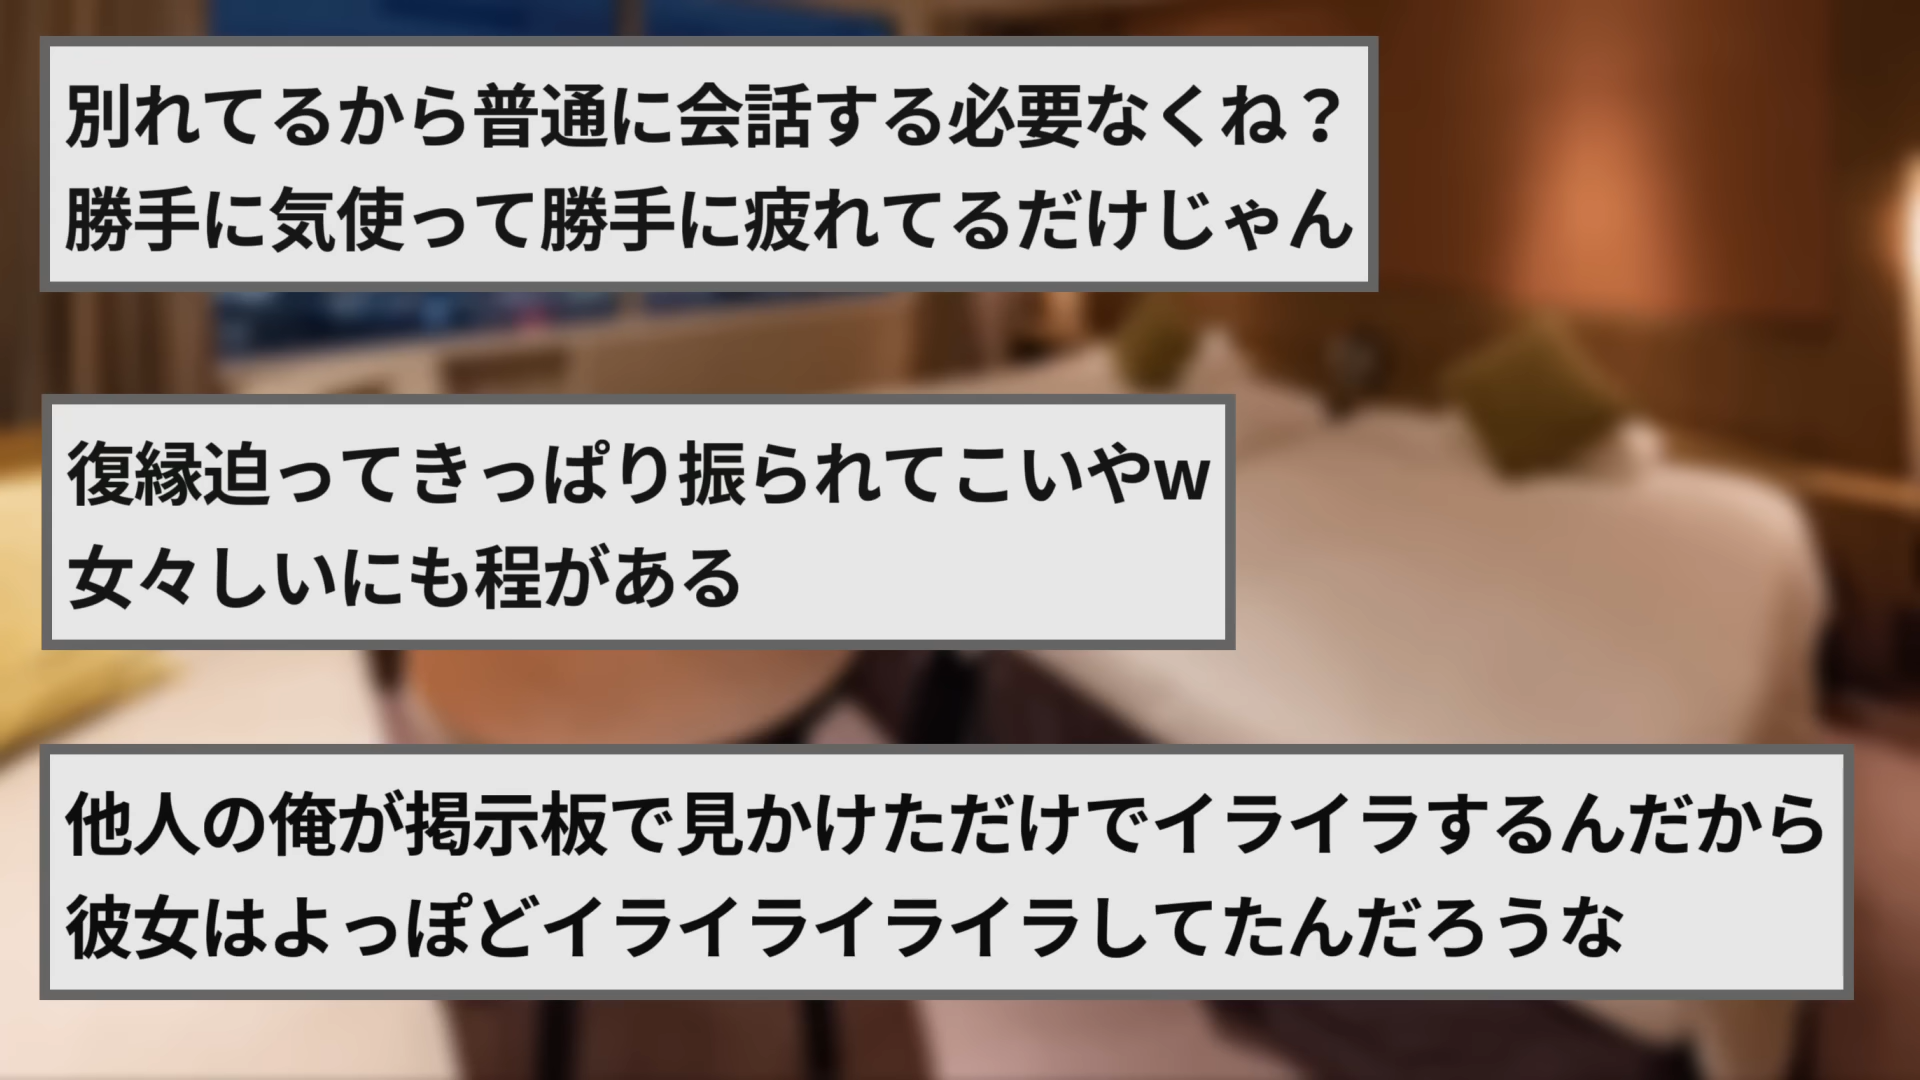 別れてるから普通に会話する必要なくね？
勝手に気使って勝手に疲れてるだけじゃん
復縁迫ってきっぱり振られてこいやw
女々しいにも程がある
他人の俺が掲示板で見かけただけでイライラするんだから
彼女はよっぽどイライライライラしてたんだろうな